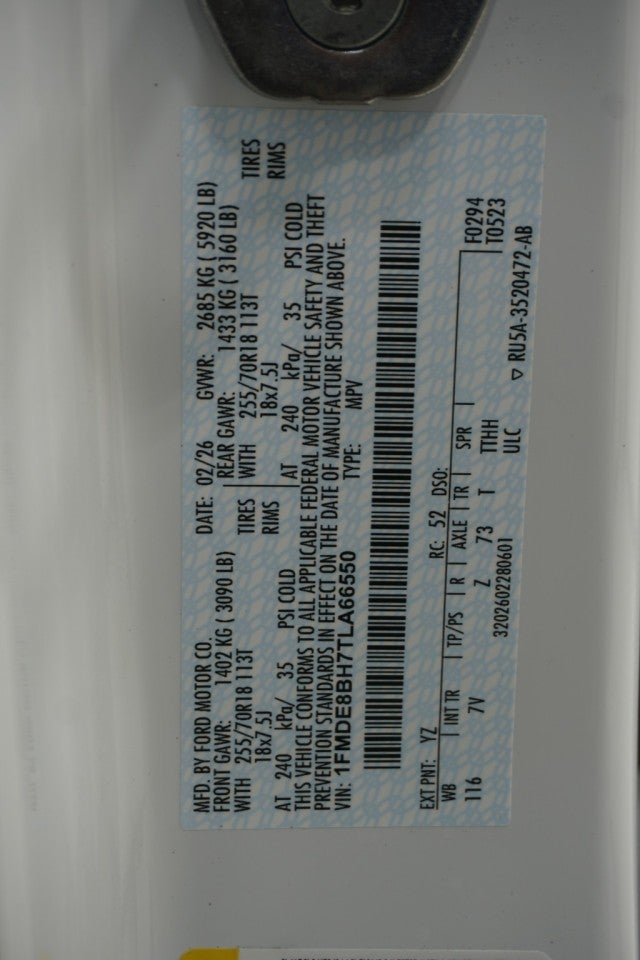 MFD. BY FORD MOTOR CO. DATE: 02/26 GVWR: 2685 KG ( 5920 LB)
FRONT GAWR: 1402 KG ( 3090 LB) REAR GAWR: 1433 KG ( 3160 LB)
WITH 255/70R18 113T TIRES WITH 255/70R18 113T TIRES
18x7.5J RIMS 18x7.5J RIMS
AT 240 kPa/ 35 PSI COLD AT 240 kPa/ 35 PSI COLD
THIS VEHICLE CONFORMS TO ALL APPLICABLE FEDERAL MOTOR VEHICLE SAFETY AND THEFT
PREVENTION STANDARDS IN EFFECT ON THE DATE OF MANUFACTURE SHOWN ABOVE.
VIN: 1FMDE8BH7TLA66550 TYPE: MPV
EXT PNT: YZ RC: 52 DSO:
WB INT TR TP/PS R AXLE TR SPR F0294
116 7V Z 73 T TTHH T0523
3202602280601 ULC ▽ RU5A-3520472-AB